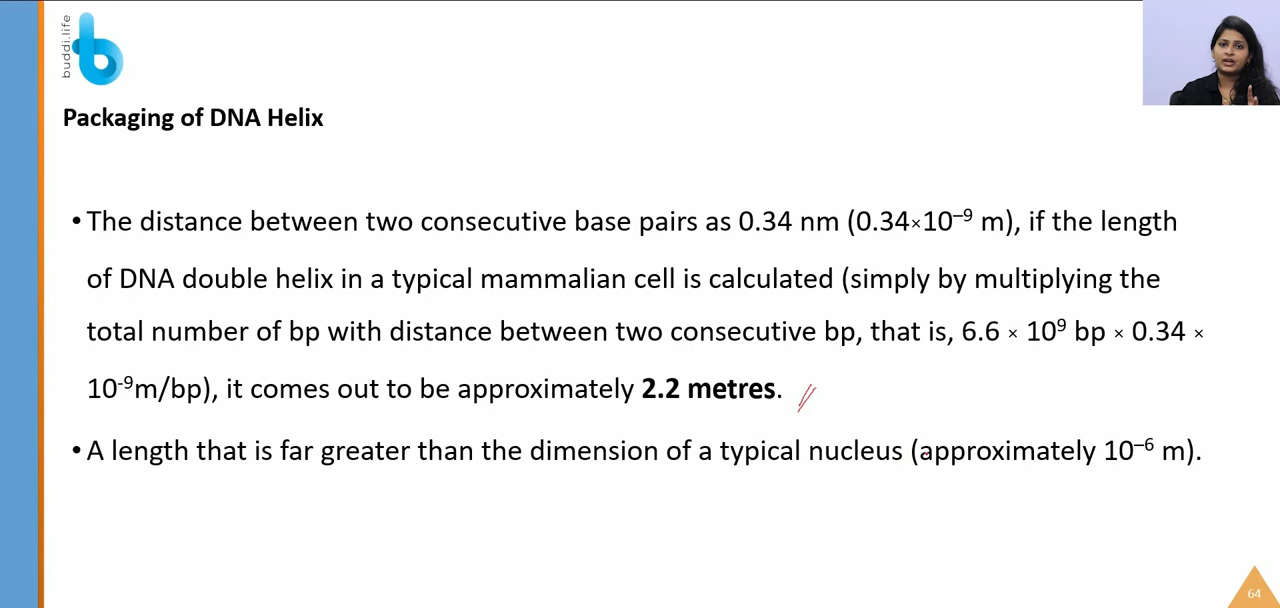 buddi.life
Packaging of DNA Helix
• The distance between two consecutive base pairs as 0.34 nm (0.34×10⁻⁹ m), if the length
of DNA double helix in a typical mammalian cell is calculated (simply by multiplying the
total number of bp with distance between two consecutive bp, that is, 6.6 × 10⁹ bp × 0.34 ×
10⁻⁹m/bp), it comes out to be approximately 2.2 metres.
• A length that is far greater than the dimension of a typical nucleus (approximately 10⁻⁶ m).
64